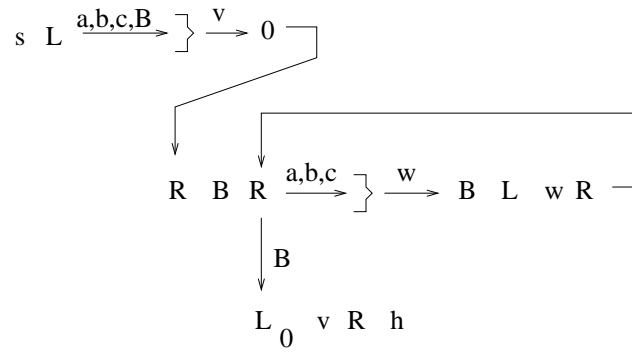 s L a,b,c,B } v 0
R B R a,b,c } w B L w R
B
L 0 v R h